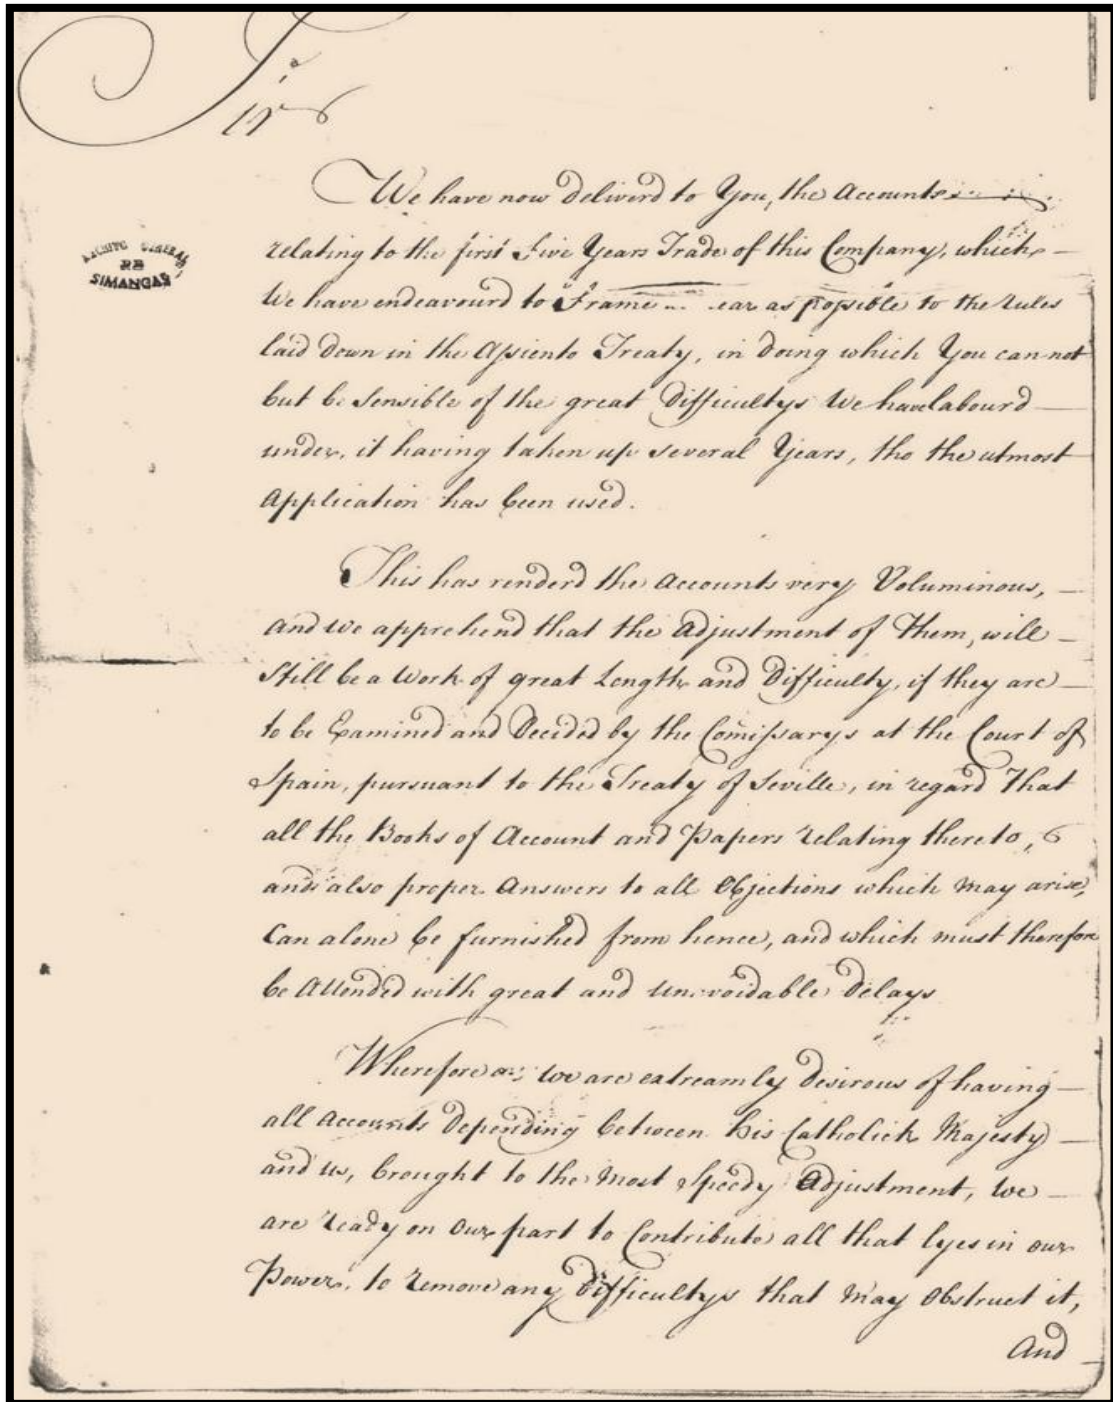 Sir
We have now deliverd to You, the Accounts
relating to the first Five Years Trade of this Company, which
We have endeavourd to Frame as possible to the rules
laid down in the Assiento Treaty, in doing which You can not
but be Sensible of the great Difficultys We have labourd
under, it having taken up several Years, tho the utmost
Application has been used.
ARCHIVO GENERAL
DE
SIMANCAS
This has renderd the Accounts very Voluminous,
and we apprehend that the Adjustment of Them, will
Still be a Work of great Length and Difficulty, if they are
to be Examined and Decided by the Comissarys at the Court of
Spain, pursuant to the Treaty of Seville, in regard That
all the Books of Account and Papers relating thereto,
and also proper Answers to all Objections which may arise,
Can alone be furnished from hence, and which must therefore
be Attended with great and unavoidable Delays
Wherefore as we are extreamly desirous of having
all Accounts Depending between his Catholick Majesty
and us, brought to the most Speedy Adjustment, we
are ready on our part to Contribute all that lyes in our
Power, to remove any Difficultys that may Obstruct it,
And